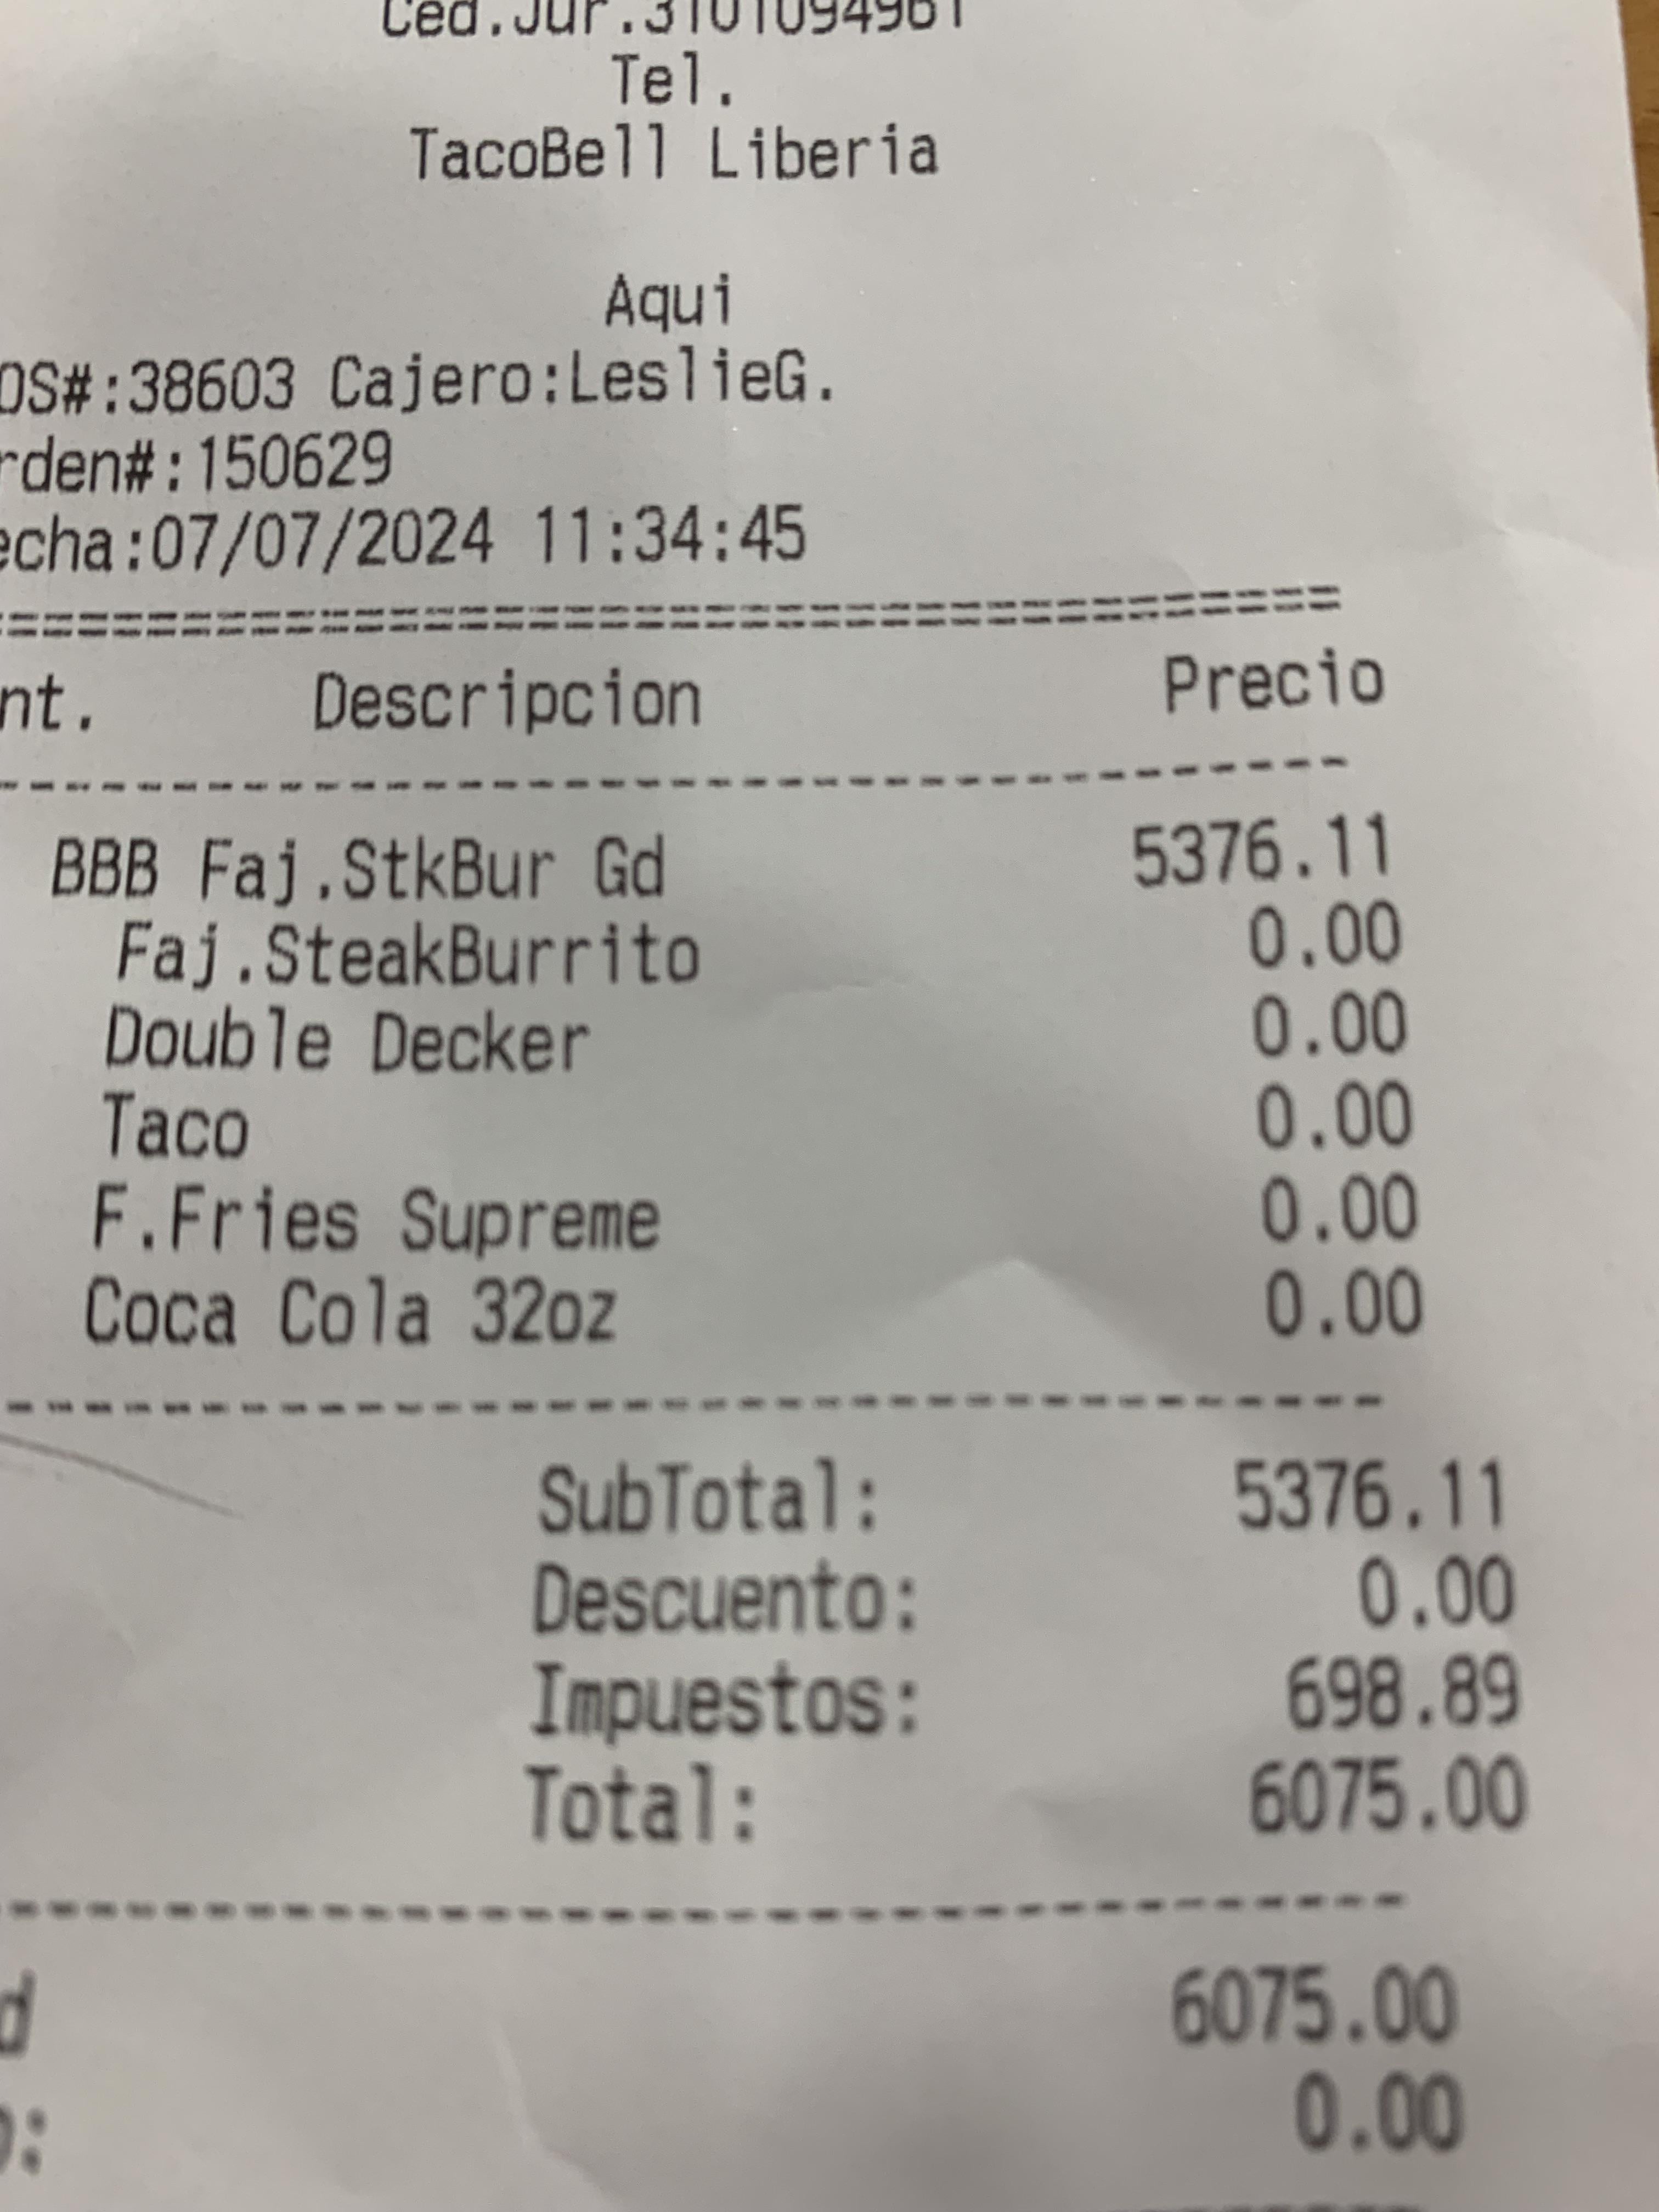 Ced.Jur.3101094961
Tel.
TacoBell Liberia
Aqui
OS#:38603 Cajero:LeslieG.
rden#:150629
echa:07/07/2024 11:34:45
nt. Descripcion Precio
BBB Faj.StkBur Gd 5376.11
Faj.SteakBurrito 0.00
Double Decker 0.00
Taco 0.00
F.Fries Supreme 0.00
Coca Cola 32oz 0.00
SubTotal: 5376.11
Descuento: 0.00
Impuestos: 698.89
Total: 6075.00
d 6075.00
o: 0.00